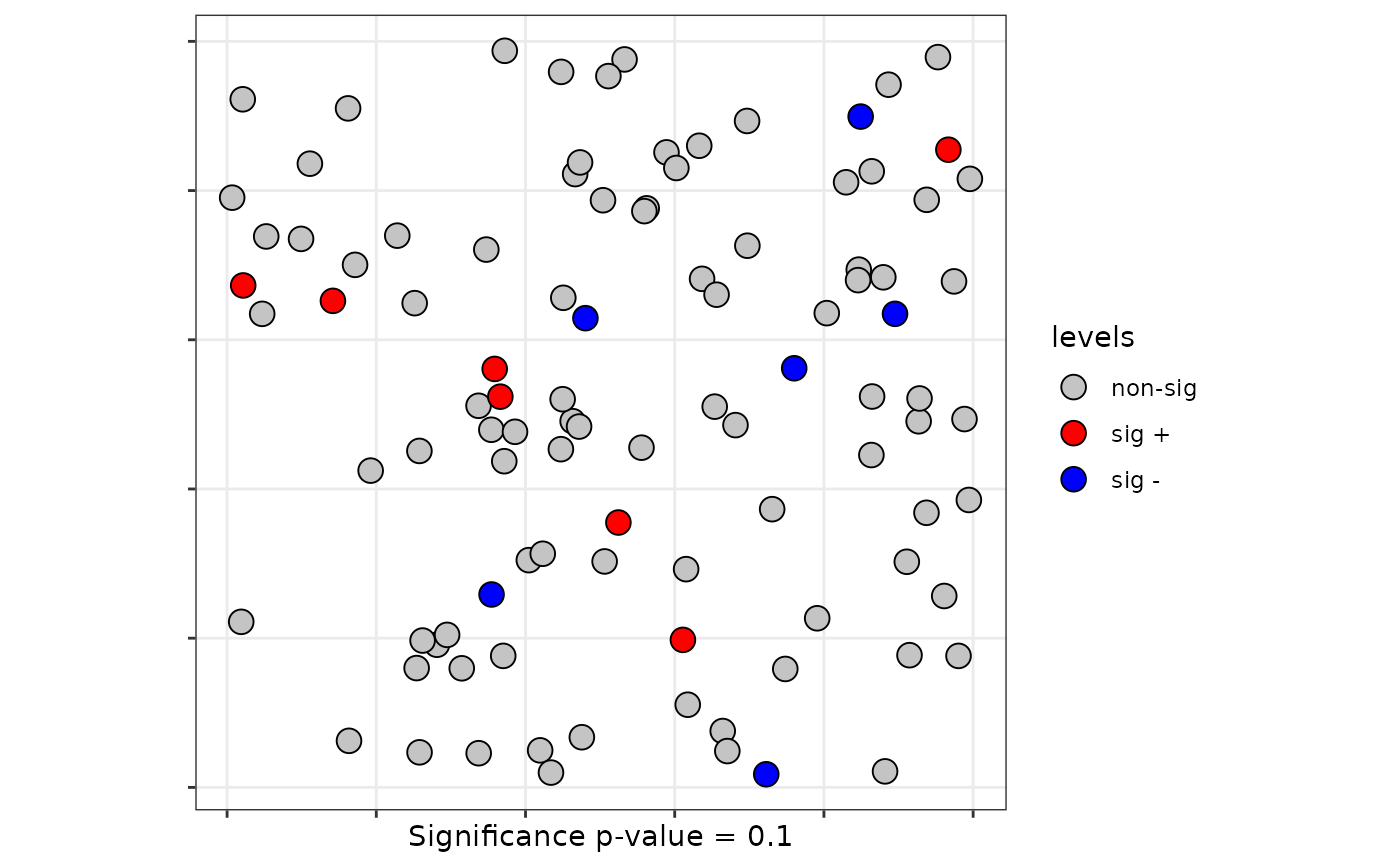 levels
non-sig
sig +
sig -
Significance p-value = 0.1